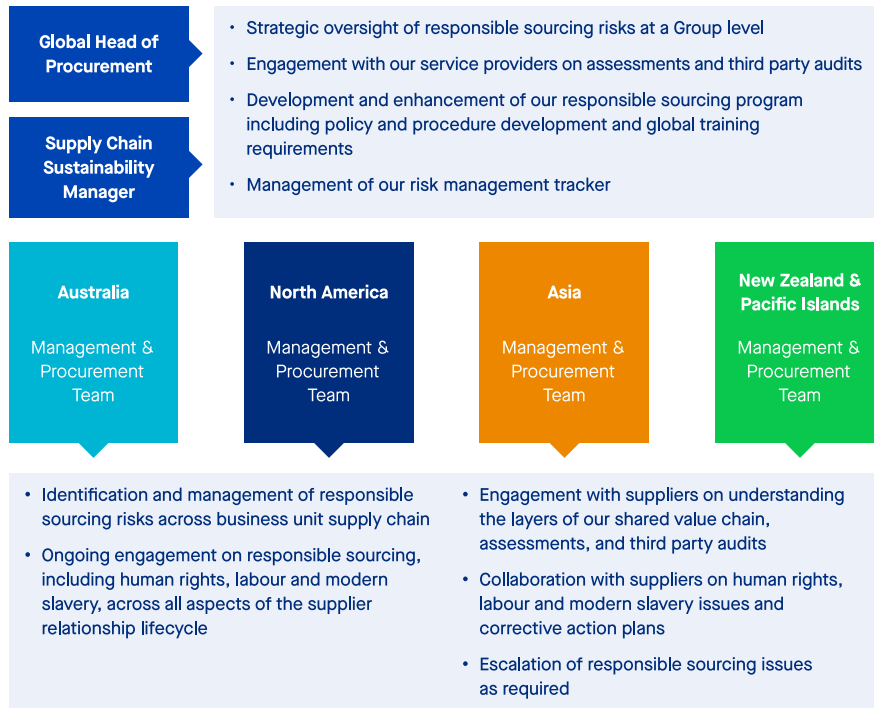 Global Head of
Procurement
Supply Chain
Sustainability
Manager
• Strategic oversight of responsible sourcing risks at a Group level
• Engagement with our service providers on assessments and third party audits
• Development and enhancement of our responsible sourcing program
including policy and procedure development and global training
requirements
• Management of our risk management tracker
Australia
Management &
Procurement
Team
North America
Management &
Procurement
Team
Asia
Management &
Procurement
Team
New Zealand &
Pacific Islands
Management &
Procurement
Team
• Identification and management of responsible
sourcing risks across business unit supply chain
• Ongoing engagement on responsible sourcing,
including human rights, labour and modern
slavery, across all aspects of the supplier
relationship lifecycle
• Engagement with suppliers on understanding
the layers of our shared value chain,
assessments, and third party audits
• Collaboration with suppliers on human rights,
labour and modern slavery issues and
corrective action plans
• Escalation of responsible sourcing issues
as required